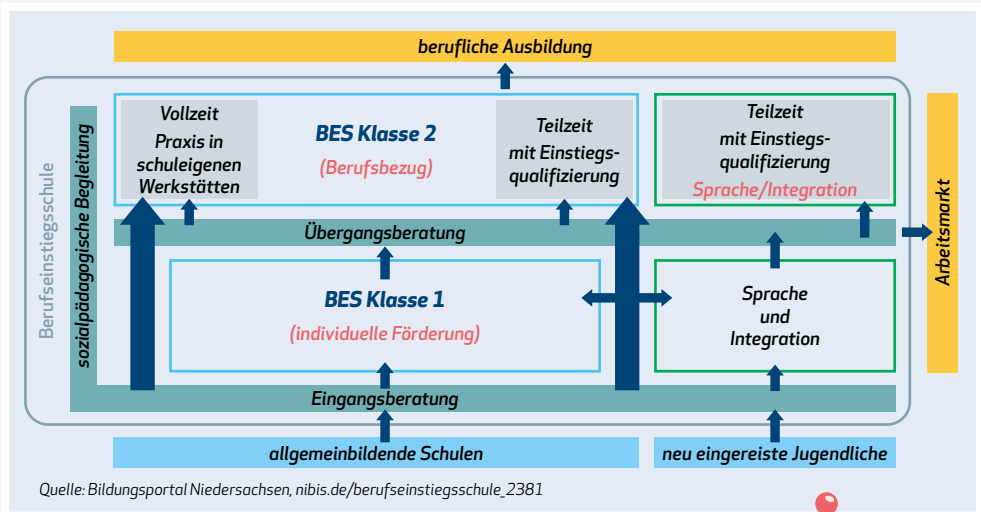 berufliche Ausbildung
Berufseinstiegsschule
sozialpädagogische Begleitung
Vollzeit
Praxis in
schuleigenen
Werkstätten
BES Klasse 2
(Berufsbezug)
Teilzeit
mit Einstiegs-
qualifizierung
Teilzeit
mit Einstiegs-
qualifizierung
Sprache/Integration
Arbeitsmarkt
Übergangsberatung
BES Klasse 1
(individuelle Förderung)
Sprache
und
Integration
Eingangsberatung
allgemeinbildende Schulen
neu eingereiste Jugendliche
Quelle: Bildungsportal Niedersachsen, nibis.de/berufseinstiegsschule_2381